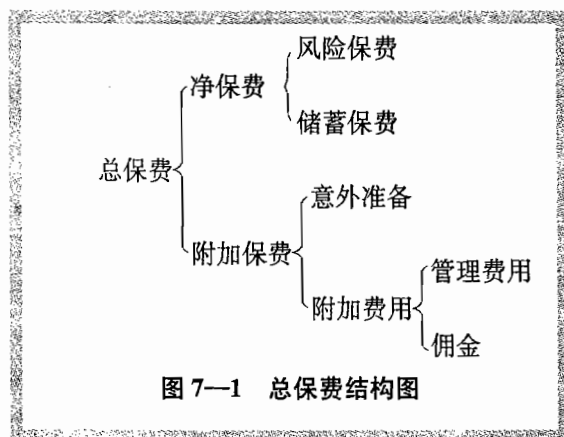 总保费
净保费
风险保费
储蓄保费
附加保费
意外准备
附加费用
管理费用
佣金
图7—1 总保费结构图